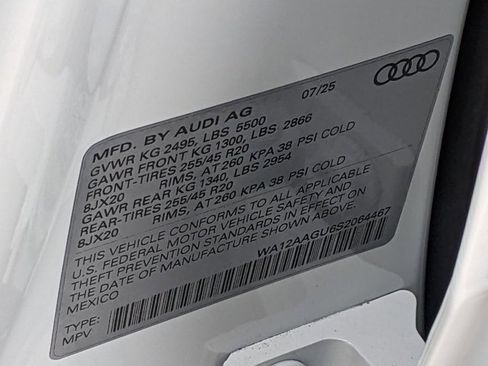 07/25
MFD. BY AUDI AG
GVWR KG 2495, LBS 5500
GAWR FRONT KG 1300, LBS 2866
FRONT-TIRES 255/45 R20
8JX20 RIMS, AT 260 KPA 38 PSI COLD
GAWR REAR KG 1340, LBS 2954
REAR-TIRES 255/45 R20
8JX20 RIMS, AT 260 KPA 38 PSI COLD
THIS VEHICLE CONFORMS TO ALL APPLICABLE
U.S. FEDERAL MOTOR VEHICLE SAFETY AND
THEFT PREVENTION STANDARDS IN EFFECT ON
THE DATE OF MANUFACTURE SHOWN ABOVE.
MEXICO
WA12AAGU6S2064467
TYPE:
MPV